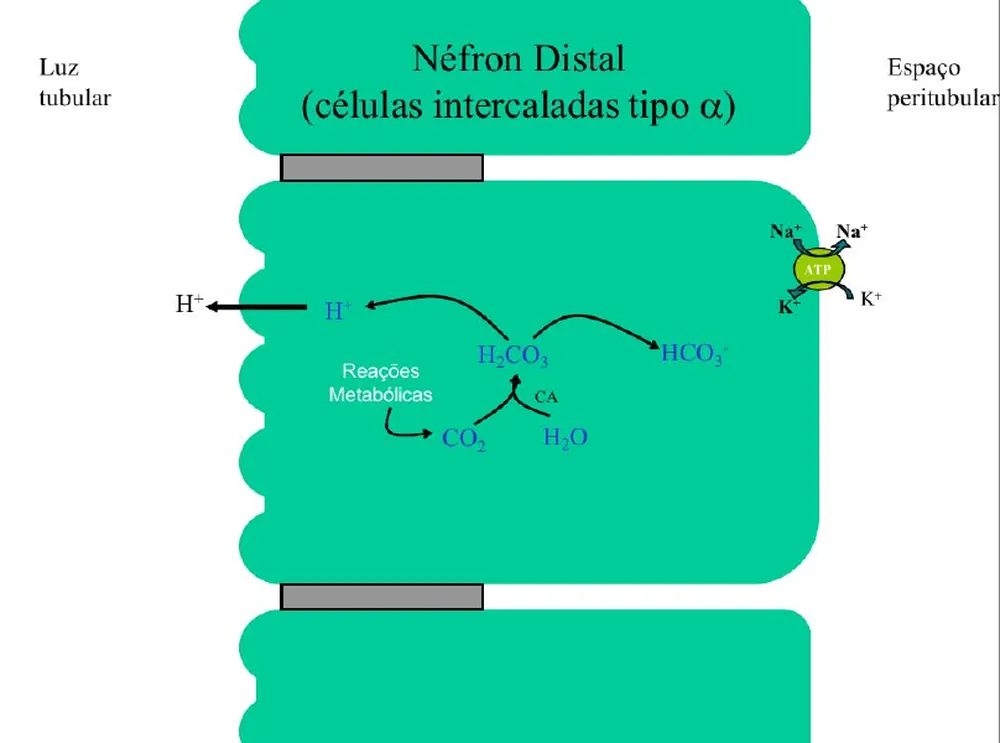 Néfron Distal
(células intercaladas tipo α)
Luz
tubular
Espaço
peritubular
Na⁺
Na⁺
ATP
K⁺
K⁺
H⁺
H⁺
H₂CO₃
HCO₃⁻
Reações
Metabólicas
CA
CO₂
H₂O